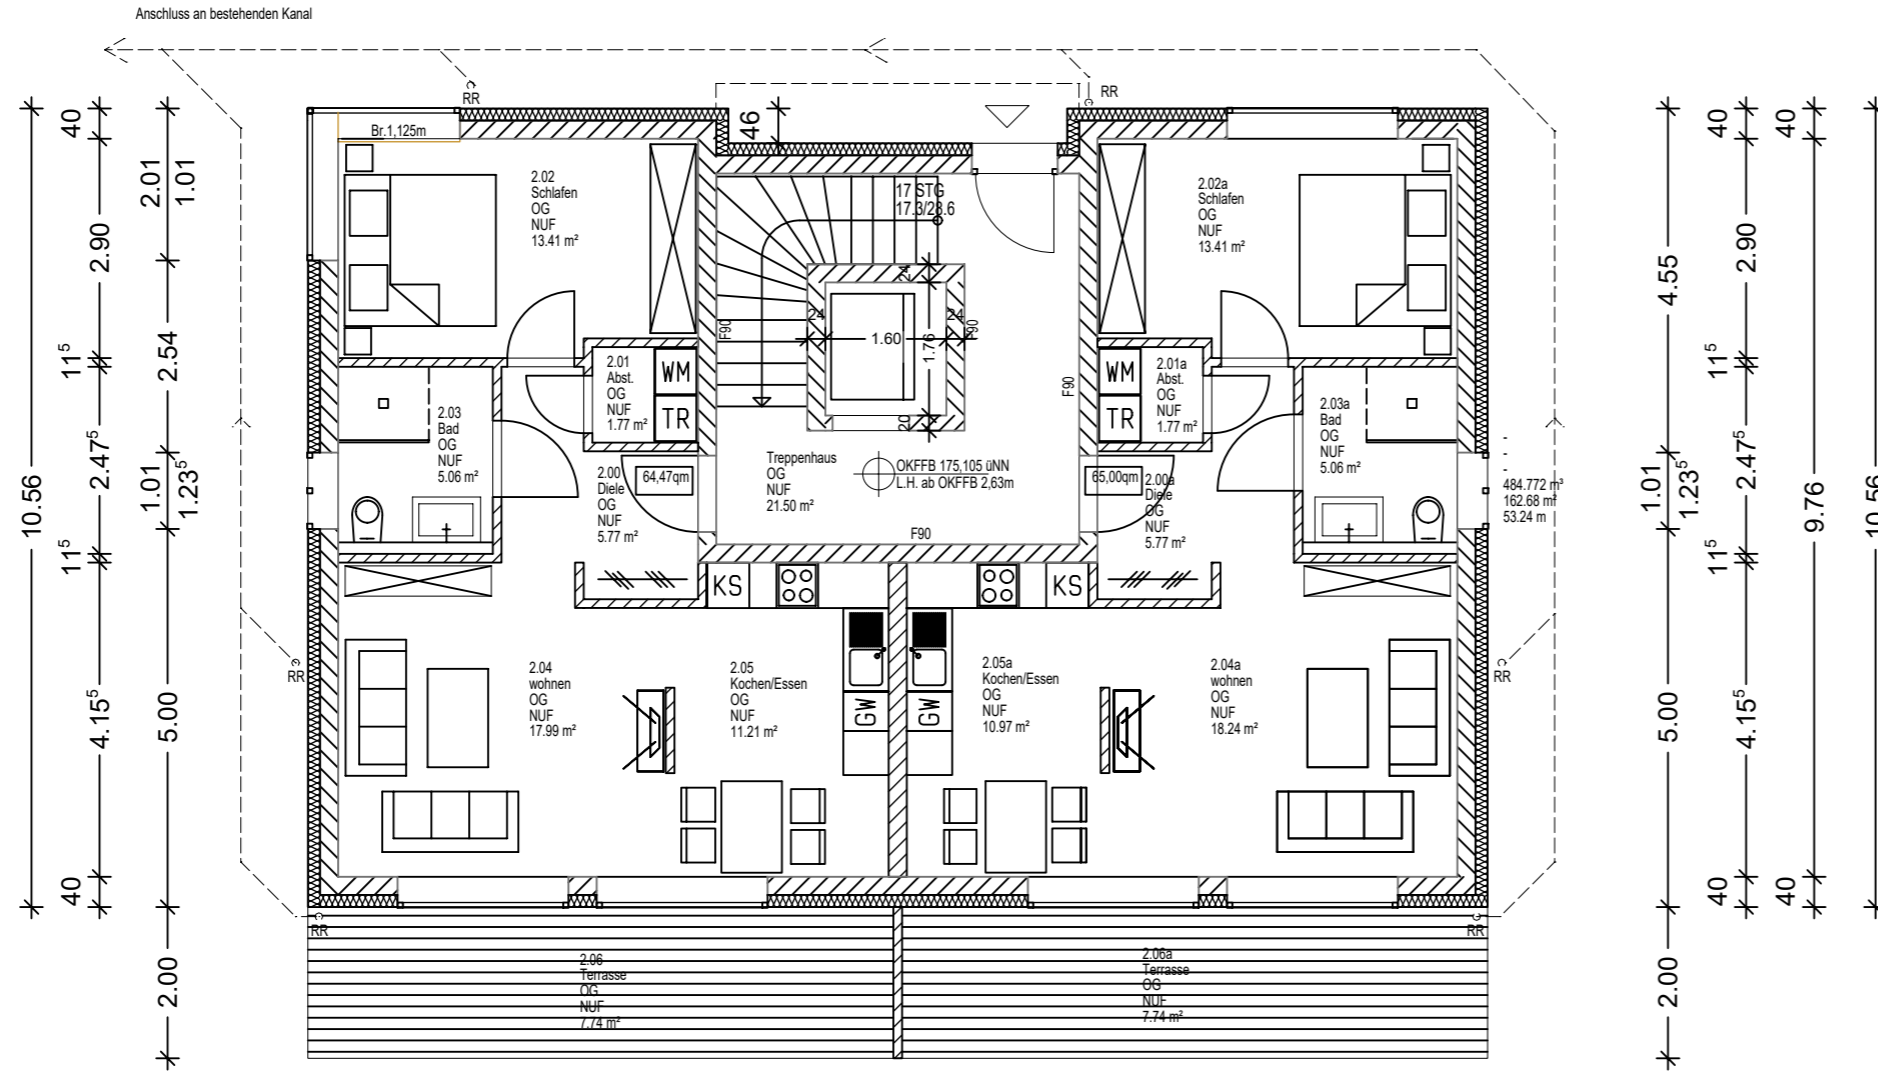 Anschluss an bestehenden Kanal
RR
RR
Br.1,125m
46
40
2.90
11⁵
2.47⁵
11⁵
4.15⁵
40
10.56
2.01
1.01
2.54
1.01
1.23⁵
5.00
2.00
2.02
Schlafen
OG
NUF
13.41 m²
17 STG
17.3/28.6
2.02a
Schlafen
OG
NUF
13.41 m²
24
24
1.60
24
1.76
20
F90
F90
F90
F90
2.01
Abst.
OG
NUF
1.77 m²
WM
TR
WM
TR
2.01a
Abst.
OG
NUF
1.77 m²
2.03
Bad
OG
NUF
5.06 m²
2.03a
Bad
OG
NUF
5.06 m²
2.00
Diele
OG
NUF
5.77 m²
64,47qm
Treppenhaus
OG
NUF
21.50 m²
OKFFB 175,105 üNN
L.H. ab OKFFB 2,63m
65,00qm
2.00a
Diele
OG
NUF
5.77 m²
484.772 m³
162.68 m²
53.24 m
KS
KS
RR
2.04
wohnen
OG
NUF
17.99 m²
2.05
Kochen/Essen
OG
NUF
11.21 m²
GW
GW
2.05a
Kochen/Essen
OG
NUF
10.97 m²
2.04a
wohnen
OG
NUF
18.24 m²
RR
RR
RR
2.06
Terrasse
OG
NUF
7.74 m²
2.06a
Terrasse
OG
NUF
7.74 m²
4.55
1.01
1.23⁵
5.00
2.00
40
2.90
11⁵
2.47⁵
11⁵
4.15⁵
40
40
9.76
40
10.56